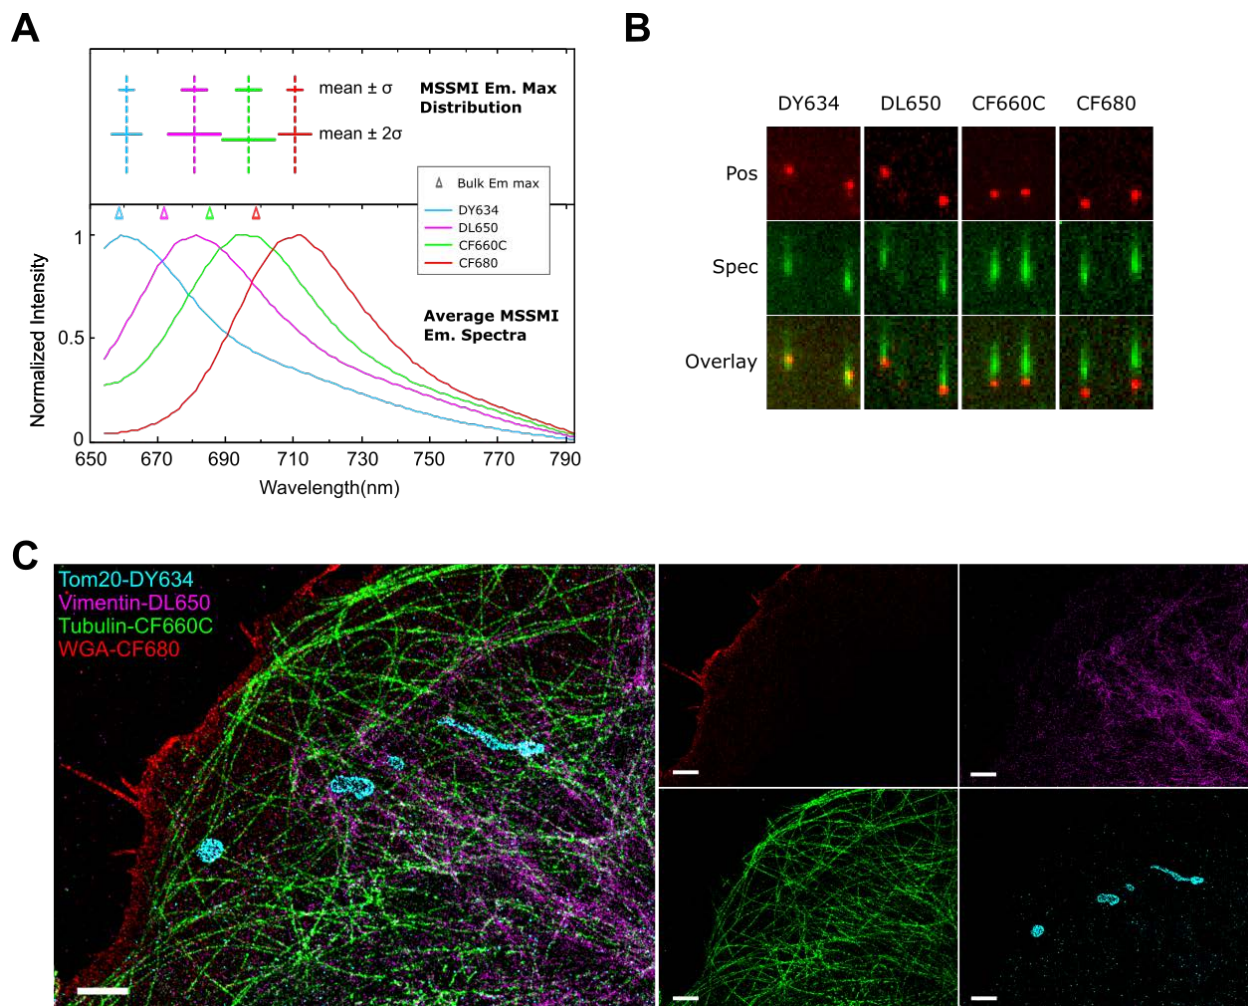 A
mean ± σ
MSSMI Em. Max
Distribution
mean ± 2σ
Bulk Em max
DY634
DL650
CF660C
CF680
1
0.5
0
Normalized Intensity
Average MSSMI
Em. Spectra
650 670 690 710 730 750 770 790
Wavelength(nm)
B
DY634 DL650 CF660C CF680
Pos
Spec
Overlay
C
Tom20-DY634
Vimentin-DL650
Tubulin-CF660C
WGA-CF680